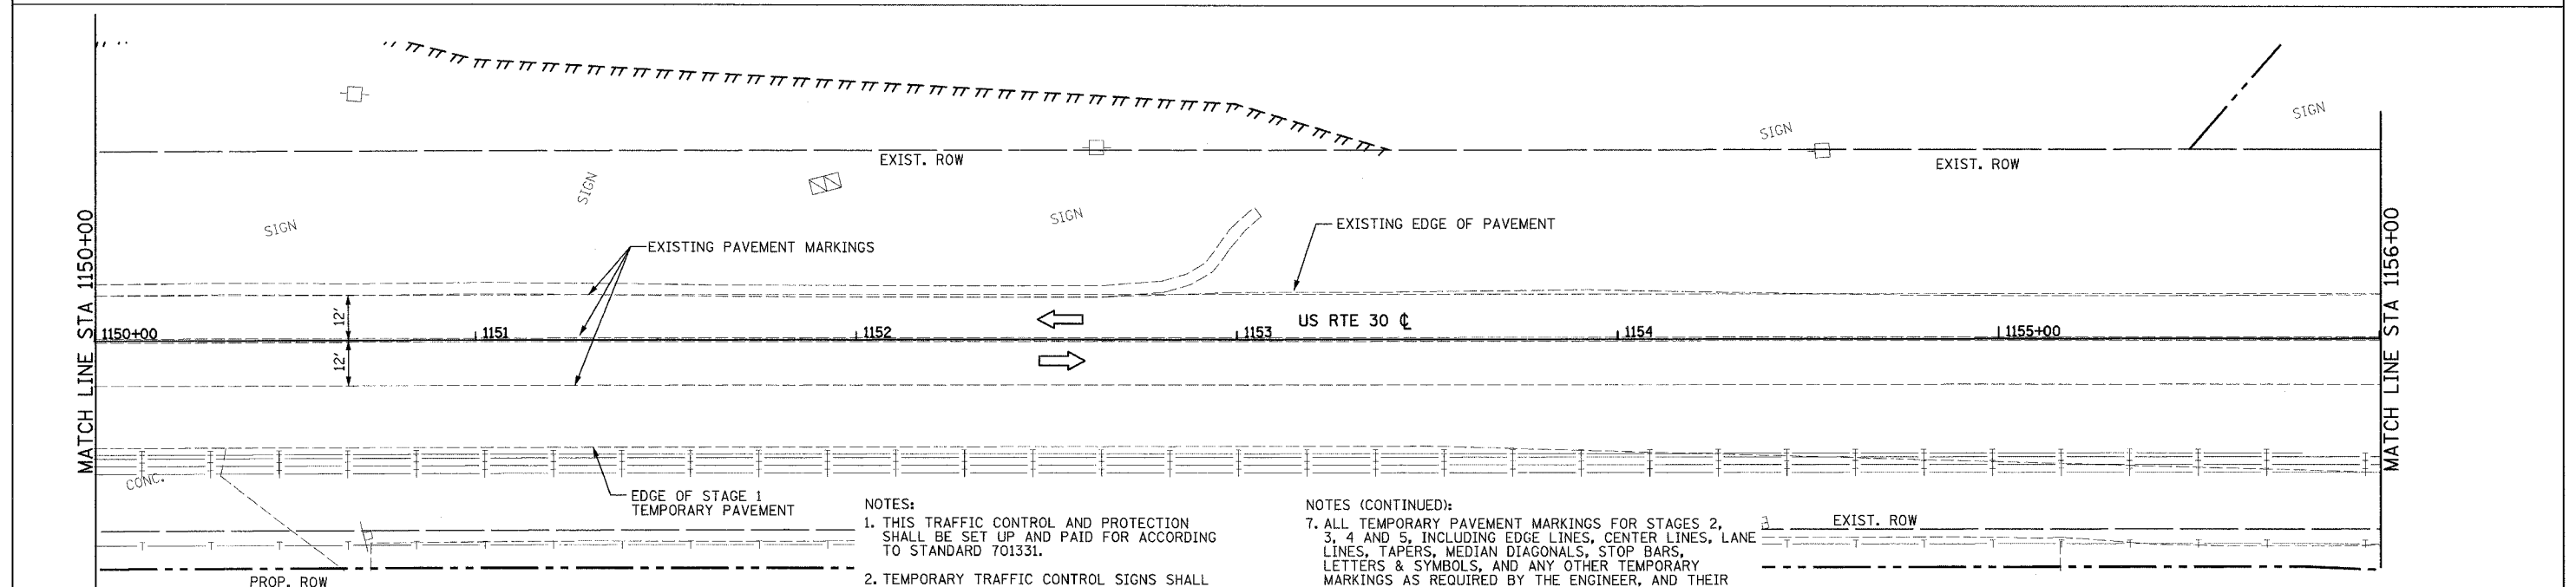 EXIST. ROW
SIGN
EXIST. ROW
SIGN
SIGN
SIGN
SIGN
EXISTING EDGE OF PAVEMENT
EXISTING PAVEMENT MARKINGS
MATCH LINE STA 1150+00
MATCH LINE STA 1156+00
12'
12'
US RTE 30 ℄
1150+00
1151
1152
1153
1154
1155+00
CONC.
EDGE OF STAGE 1
TEMPORARY PAVEMENT
PROP. ROW
NOTES:
1. THIS TRAFFIC CONTROL AND PROTECTION
SHALL BE SET UP AND PAID FOR ACCORDING
TO STANDARD 701331.
2. TEMPORARY TRAFFIC CONTROL SIGNS SHALL
NOTES (CONTINUED):
7. ALL TEMPORARY PAVEMENT MARKINGS FOR STAGES 2,
3, 4 AND 5, INCLUDING EDGE LINES, CENTER LINES, LANE
LINES, TAPERS, MEDIAN DIAGONALS, STOP BARS,
LETTERS & SYMBOLS, AND ANY OTHER TEMPORARY
MARKINGS AS REQUIRED BY THE ENGINEER, AND THEIR
EXIST. ROW